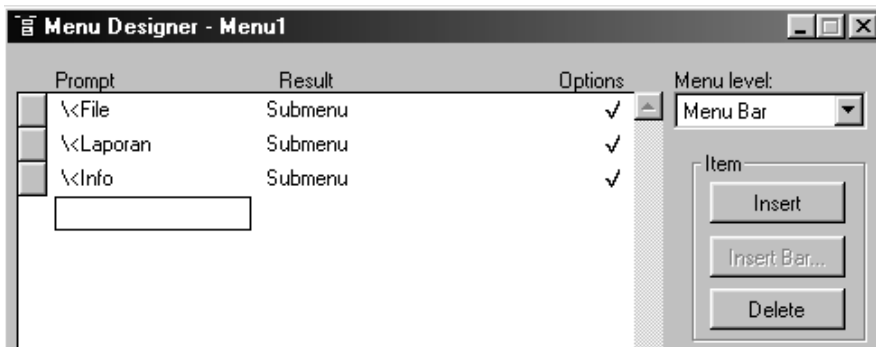 Menu Designer - Menu1
Prompt Result Options Menu level:
\<File Submenu √ Menu Bar
\<Laporan Submenu √
\<Info Submenu √
Item
Insert
Insert Bar...
Delete